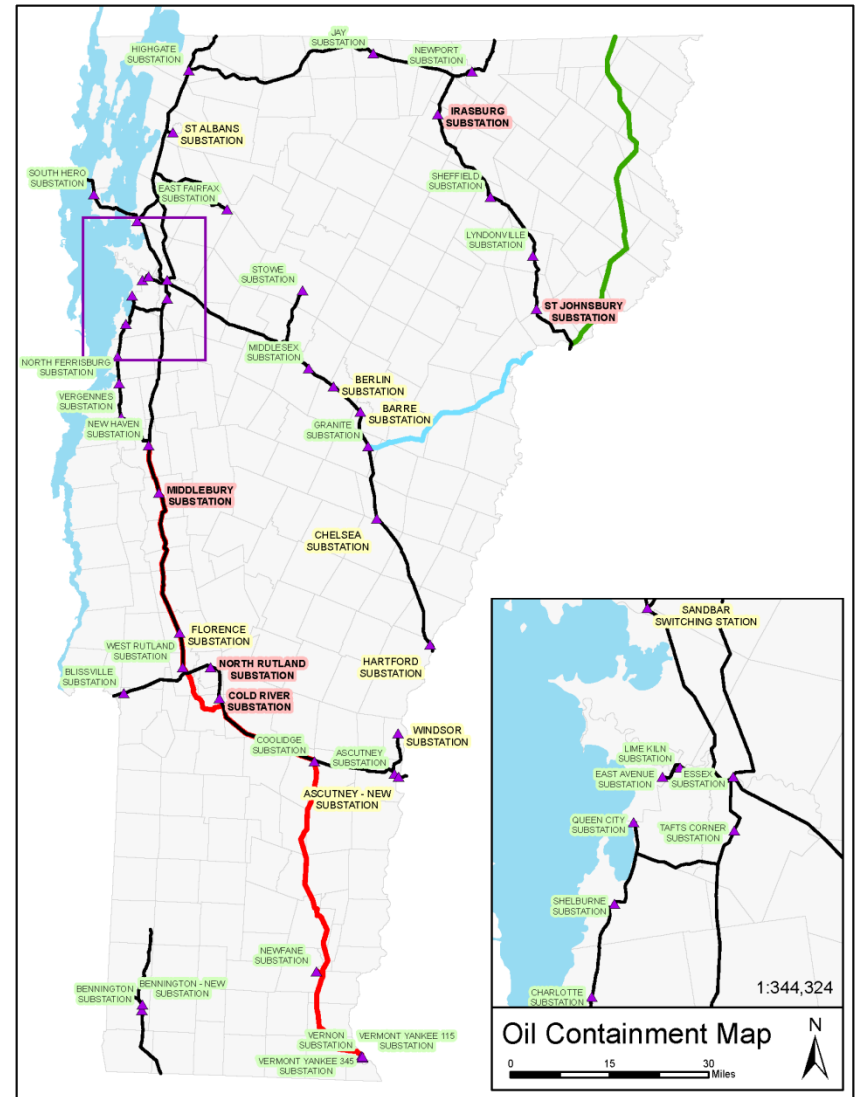 JAY
SUBSTATION
HIGHGATE
SUBSTATION
NEWPORT
SUBSTATION
IRASBURG
SUBSTATION
ST ALBANS
SUBSTATION
SOUTH HERO
SUBSTATION
EAST FAIRFAX
SUBSTATION
SHEFFIELD
SUBSTATION
LYNDONVILLE
SUBSTATION
STOWE
SUBSTATION
ST JOHNSBURY
SUBSTATION
MIDDLESEX
SUBSTATION
NORTH FERRISBURG
SUBSTATION
BERLIN
SUBSTATION
VERGENNES
SUBSTATION
BARRE
SUBSTATION
GRANITE
SUBSTATION
NEW HAVEN
SUBSTATION
MIDDLEBURY
SUBSTATION
CHELSEA
SUBSTATION
FLORENCE
SUBSTATION
WEST RUTLAND
SUBSTATION
NORTH RUTLAND
SUBSTATION
HARTFORD
SUBSTATION
BLISSVILLE
SUBSTATION
COLD RIVER
SUBSTATION
WINDSOR
SUBSTATION
COOLIDGE
SUBSTATION
ASCUTNEY
SUBSTATION
ASCUTNEY - NEW
SUBSTATION
NEWFANE
SUBSTATION
BENNINGTON
SUBSTATION
BENNINGTON - NEW
SUBSTATION
VERNON
SUBSTATION
VERMONT YANKEE 115
SUBSTATION
VERMONT YANKEE 345
SUBSTATION
SANDBAR
SWITCHING STATION
LIME KILN
SUBSTATION
EAST AVENUE
SUBSTATION
ESSEX
SUBSTATION
QUEEN CITY
SUBSTATION
TAFTS CORNER
SUBSTATION
SHELBURNE
SUBSTATION
CHARLOTTE
SUBSTATION
1:344,324
Oil Containment Map
N
0 15 30
Miles